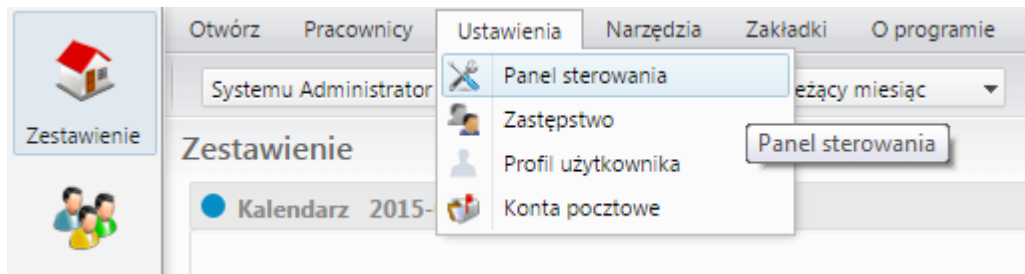 Otwórz Pracownicy Ustawienia Narzędzia Zakładki O programie
Systemu Administrator
eżący miesiąc
Panel sterowania
Zastępstwo
Profil użytkownika
Konta pocztowe
Panel sterowania
Zestawienie
Zestawienie
Kalendarz 2015-